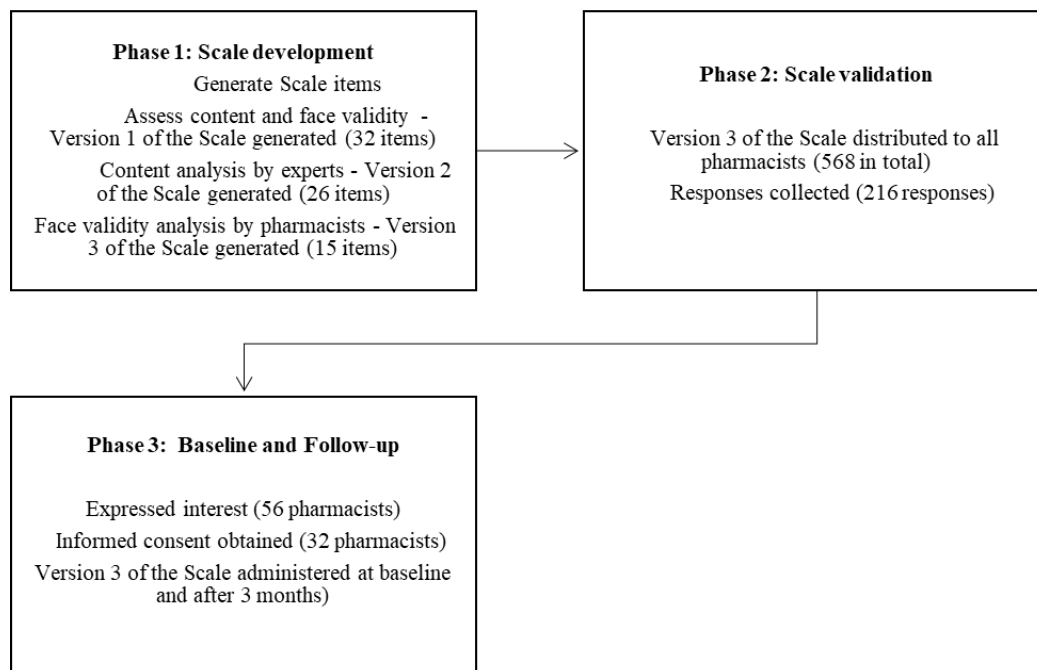 Phase 1: Scale development
Generate Scale items
Assess content and face validity - 
Version 1 of the Scale generated (32 items)
Content analysis by experts - Version 2
of the Scale generated (26 items)
Face validity analysis by pharmacists - Version
3 of the Scale generated (15 items)
Phase 2: Scale validation
Version 3 of the Scale distributed to all
pharmacists (568 in total)
Responses collected (216 responses)
Phase 3: Baseline and Follow-up
Expressed interest (56 pharmacists)
Informed consent obtained (32 pharmacists)
Version 3 of the Scale administered at baseline
and after 3 months)